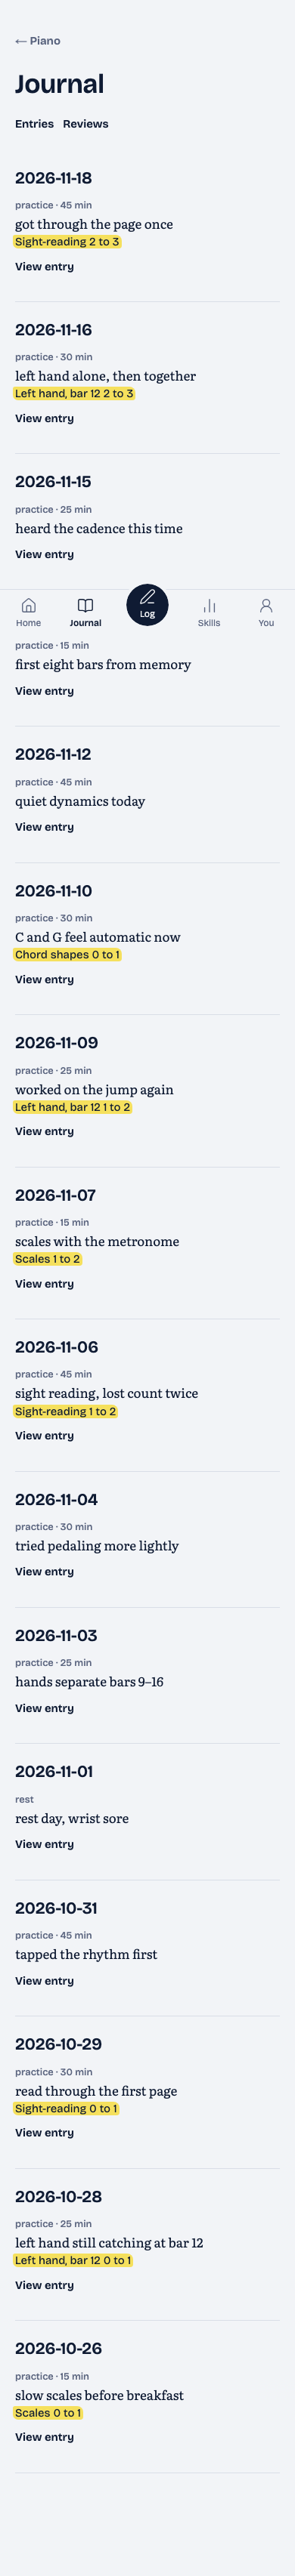 ← Piano
Journal
Entries Reviews
2026-11-18
practice · 45 min
got through the page once
Sight-reading 2 to 3
View entry
2026-11-16
practice · 30 min
left hand alone, then together
Left hand, bar 12 2 to 3
View entry
2026-11-15
practice · 25 min
heard the cadence this time
View entry
Home Journal Log Skills You
practice · 15 min
first eight bars from memory
View entry
2026-11-12
practice · 45 min
quiet dynamics today
View entry
2026-11-10
practice · 30 min
C and G feel automatic now
Chord shapes 0 to 1
View entry
2026-11-09
practice · 25 min
worked on the jump again
Left hand, bar 12 1 to 2
View entry
2026-11-07
practice · 15 min
scales with the metronome
Scales 1 to 2
View entry
2026-11-06
practice · 45 min
sight reading, lost count twice
Sight-reading 1 to 2
View entry
2026-11-04
practice · 30 min
tried pedaling more lightly
View entry
2026-11-03
practice · 25 min
hands separate bars 9–16
View entry
2026-11-01
rest
rest day, wrist sore
View entry
2026-10-31
practice · 45 min
tapped the rhythm first
View entry
2026-10-29
practice · 30 min
read through the first page
Sight-reading 0 to 1
View entry
2026-10-28
practice · 25 min
left hand still catching at bar 12
Left hand, bar 12 0 to 1
View entry
2026-10-26
practice · 15 min
slow scales before breakfast
Scales 0 to 1
View entry